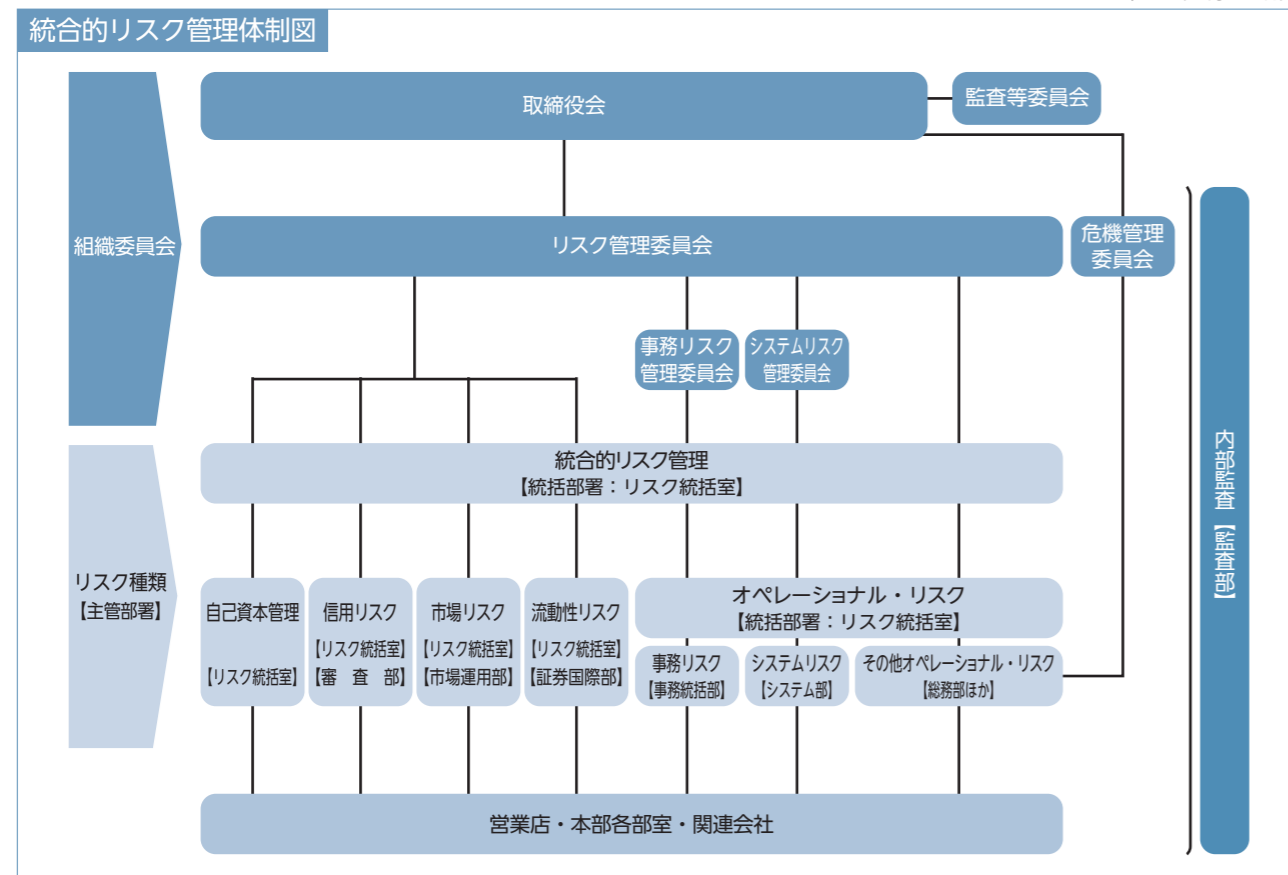 統合的リスク管理体制図
取締役会
監査等委員会
組織委員会
リスク管理委員会
危機管理
委員会
事務リスク
管理委員会
システムリスク
管理委員会
統合的リスク管理
【統括部署：リスク統括室】
リスク種類
【主管部署】
自己資本管理
【リスク統括室】
信用リスク
【リスク統括室】
【審　査　部】
市場リスク
【リスク統括室】
【市場運用部】
流動性リスク
【リスク統括室】
【証券国際部】
オペレーショナル・リスク
【統括部署：リスク統括室】
事務リスク
【事務統括部】
システムリスク
【システム部】
その他オペレーショナル・リスク
【総務部ほか】
営業店・本部各部室・関連会社
内部監査【監査部】